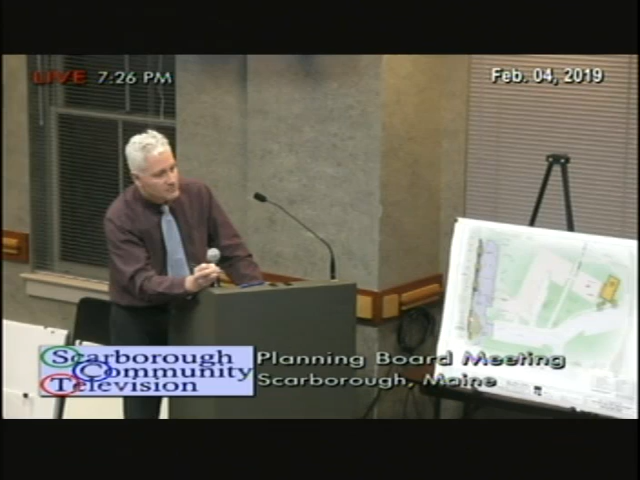 LIVE 7:26 PM
Feb. 04, 2019
Scarborough
Community
Television
Planning Board Meeting
Scarborough, Maine